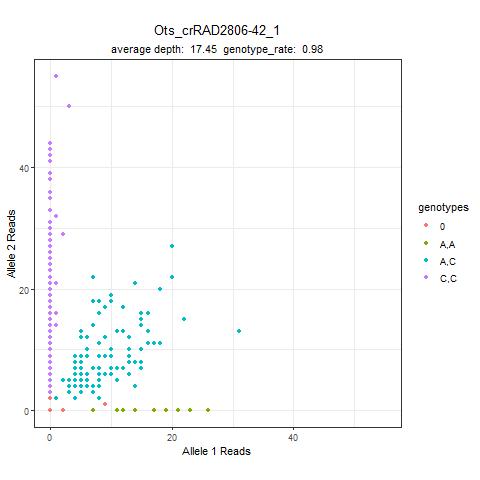 Ots_crRAD2806-42_1
average depth: 17.45 genotype_rate: 0.98
Allele 2 Reads
40
20
0
0 20 40
Allele 1 Reads
genotypes
0
A,A
A,C
C,C